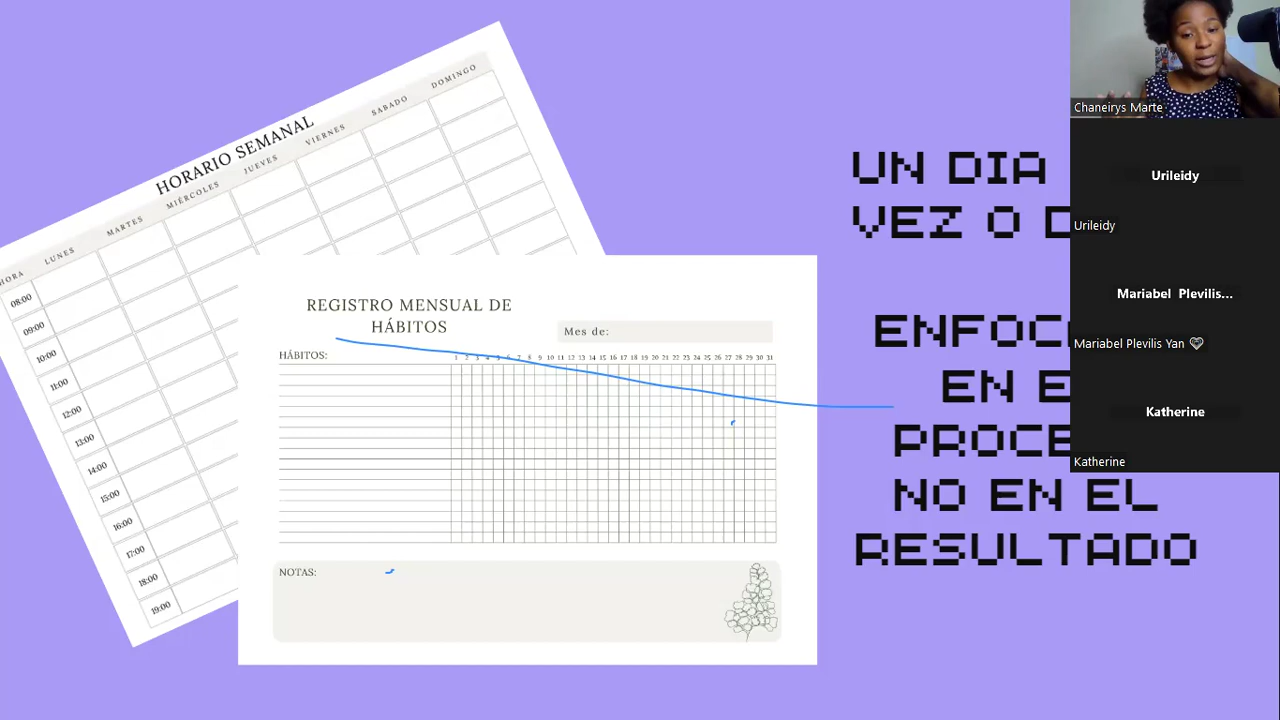 HORARIO SEMANAL
HORA LUNES MARTES MIÉRCOLES JUEVES VIERNES SABADO DOMINGO
08:00
09:00
10:00
11:00
12:00
13:00
14:00
15:00
16:00
17:00
18:00
19:00
REGISTRO MENSUAL DE
HÁBITOS
Mes de:
HÁBITOS: 1 2 3 4 5 6 7 8 9 10 11 12 13 14 15 16 17 18 19 20 21 22 23 24 25 26 27 28 29 30 31
NOTAS:
UN DIA
VEZ O
EN
NO EN EL
RESULTADO
Chaneirys Marte
Urileidy
Urileidy
Mariabel Plevilis...
Mariabel Plevilis Yan
Katherine
Katherine